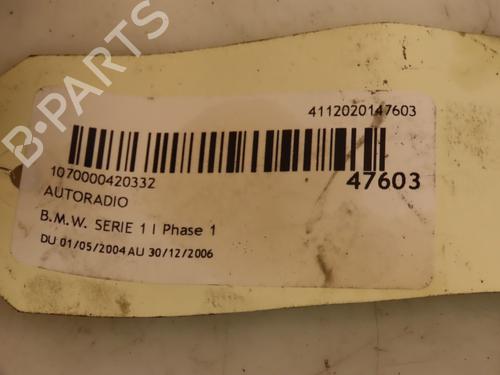 4112020147603
1070000420332
47603
AUTORADIO
B.M.W. SERIE 1 I Phase 1
DU 01/05/2004 AU 30/12/2006
B-PARTS